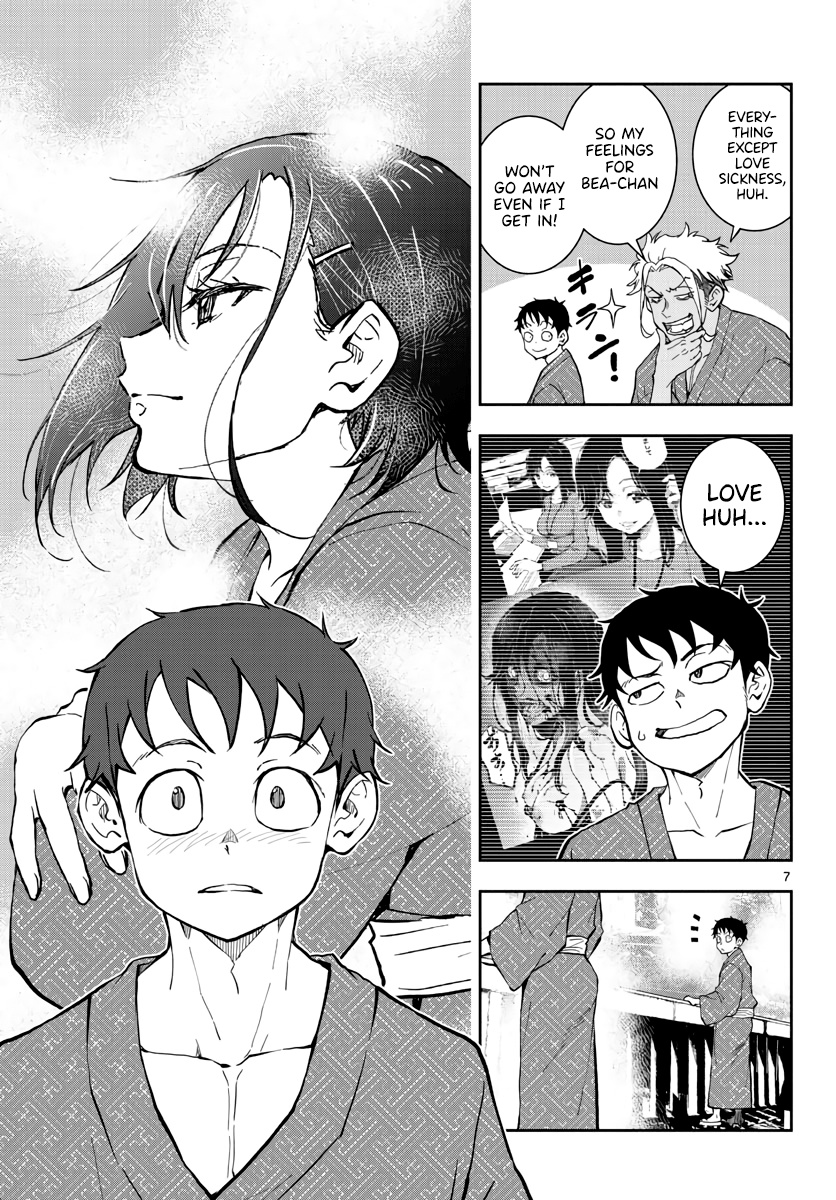 EVERY-
THING
EXCEPT
LOVE
SICKNESS,
HUH.
SO MY
FEELINGS
FOR
BEA-CHAN
WON'T
GO AWAY
EVEN IF I
GET IN!
キラン!
LOVE
HUH...
7